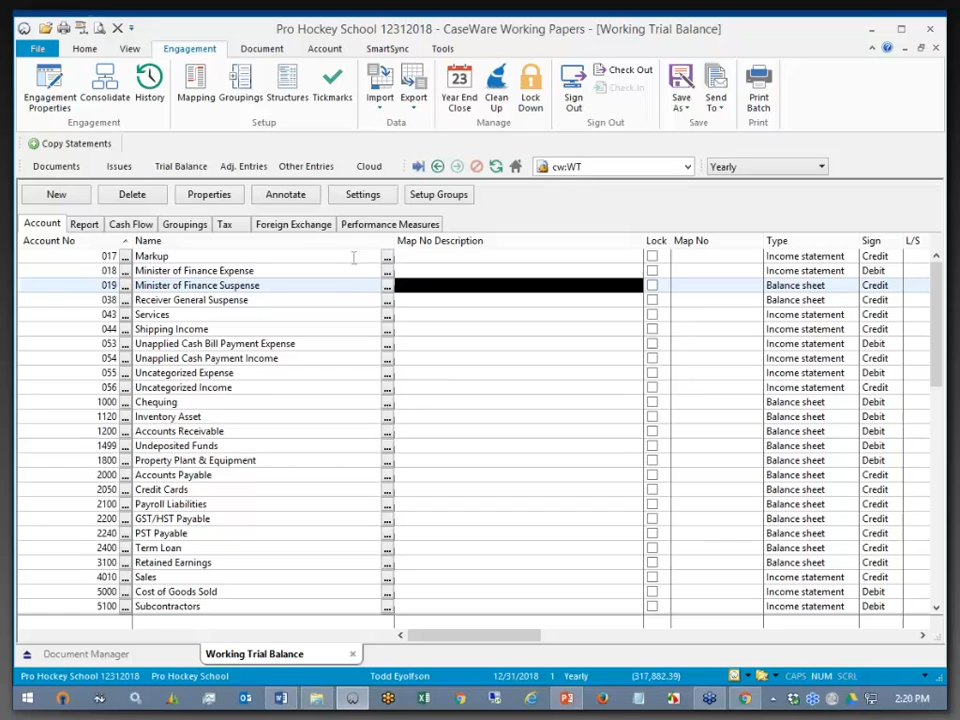 Pro Hockey School 12312018 - CaseWare Working Papers - [Working Trial Balance]
File Home View Engagement Document Account SmartSync Tools
Engagement Properties Consolidate History Mapping Groupings Structures Tickmarks Import Export Year End Close Clean Up Lock Down Sign Out Check Out Check In Save As Send To Print Batch
23
Engagement Setup Data Manage Sign Out Save Print
Copy Statements
Documents Issues Trial Balance Adj. Entries Other Entries Cloud cw:WT Yearly
New Delete Properties Annotate Settings Setup Groups
Account Report Cash Flow Groupings Tax Foreign Exchange Performance Measures
Account No Name Map No Description Lock Map No Type Sign L/S
017 ... Markup ... Income statement Credit
018 ... Minister of Finance Expense ... Income statement Debit
019 ... Minister of Finance Suspense ... Balance sheet Credit
038 ... Receiver General Suspense ... Balance sheet Credit
043 ... Services ... Income statement Credit
044 ... Shipping Income ... Income statement Credit
053 ... Unapplied Cash Bill Payment Expense ... Income statement Debit
054 ... Unapplied Cash Payment Income ... Income statement Credit
055 ... Uncategorized Expense ... Income statement Debit
056 ... Uncategorized Income ... Income statement Credit
1000 ... Chequing ... Balance sheet Debit
1120 ... Inventory Asset ... Balance sheet Debit
1200 ... Accounts Receivable ... Balance sheet Debit
1499 ... Undeposited Funds ... Balance sheet Debit
1800 ... Property Plant & Equipment ... Balance sheet Debit
2000 ... Accounts Payable ... Balance sheet Credit
2050 ... Credit Cards ... Balance sheet Credit
2100 ... Payroll Liabilities ... Balance sheet Credit
2200 ... GST/HST Payable ... Balance sheet Credit
2240 ... PST Payable ... Balance sheet Credit
2400 ... Term Loan ... Balance sheet Credit
3100 ... Retained Earnings ... Balance sheet Credit
4010 ... Sales ... Income statement Credit
5000 ... Cost of Goods Sold ... Income statement Debit
5100 ... Subcontractors ... Income statement Debit
Document Manager Working Trial Balance
Pro Hockey School 12312018 Pro Hockey School Todd Eyolfson 12/31/2018 1 Yearly (317,882.39) CAPS NUM SCRL
2:20 PM